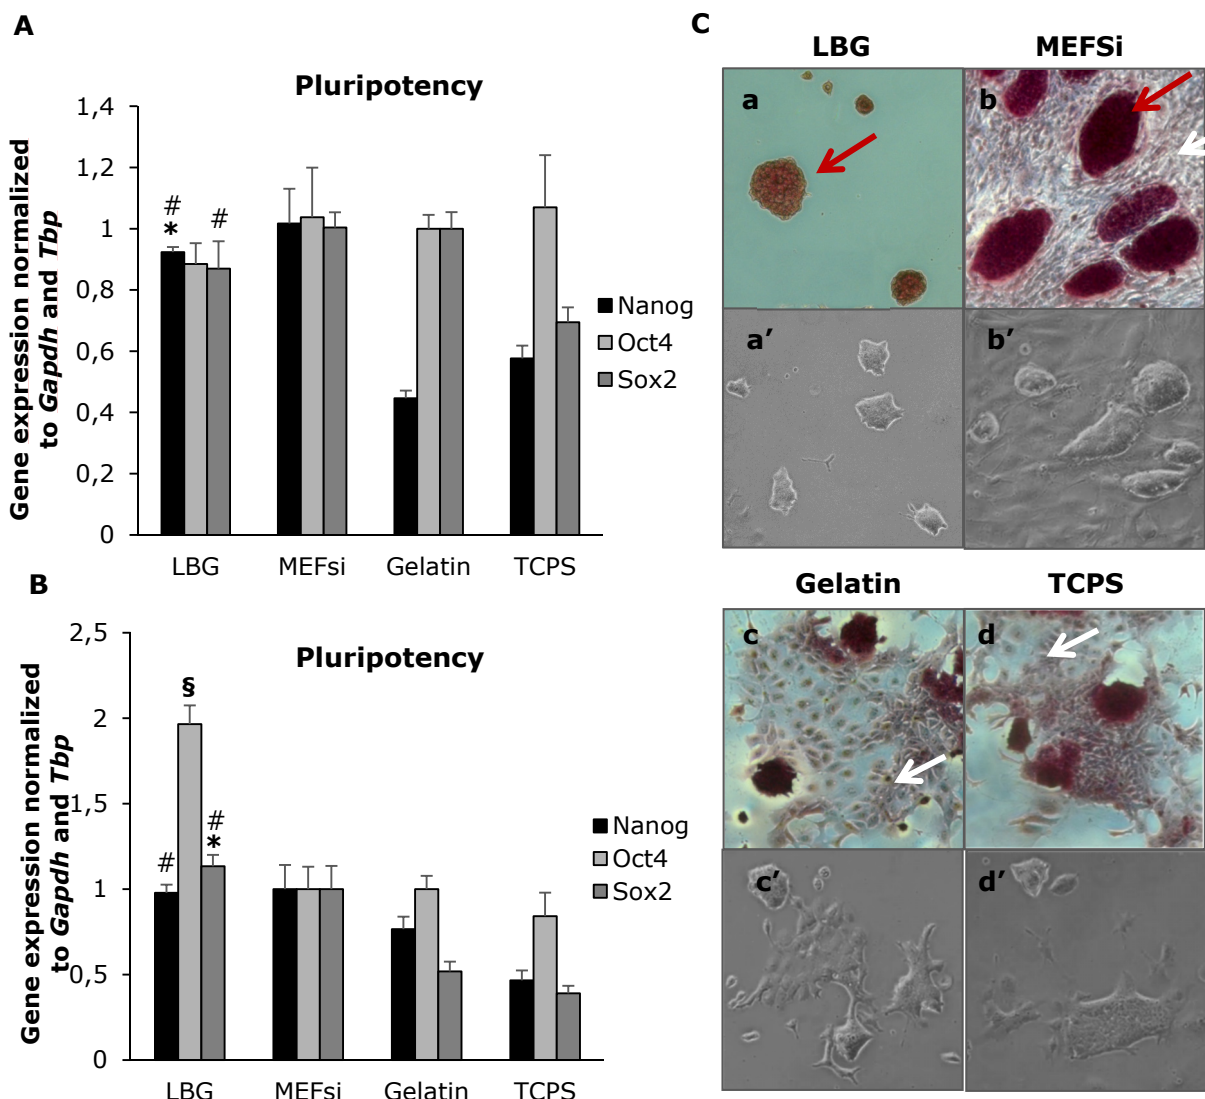 A
Pluripotency
Gene expression normalized
to Gapdh and Tbp
1,4
1,2
1
0,8
0,6
0,4
0,2
0
#
*
#
Nanog
Oct4
Sox2
LBG
MEFsi
Gelatin
TCPS
B
Pluripotency
Gene expression normalized
to Gapdh and Tbp
2,5
2
1,5
1
0,5
0
#
§
#
*
Nanog
Oct4
Sox2
LBG
MEFsi
Gelatin
TCPS
C
LBG
MEFSi
a
b
a′
b′
Gelatin
TCPS
c
d
c′
d′